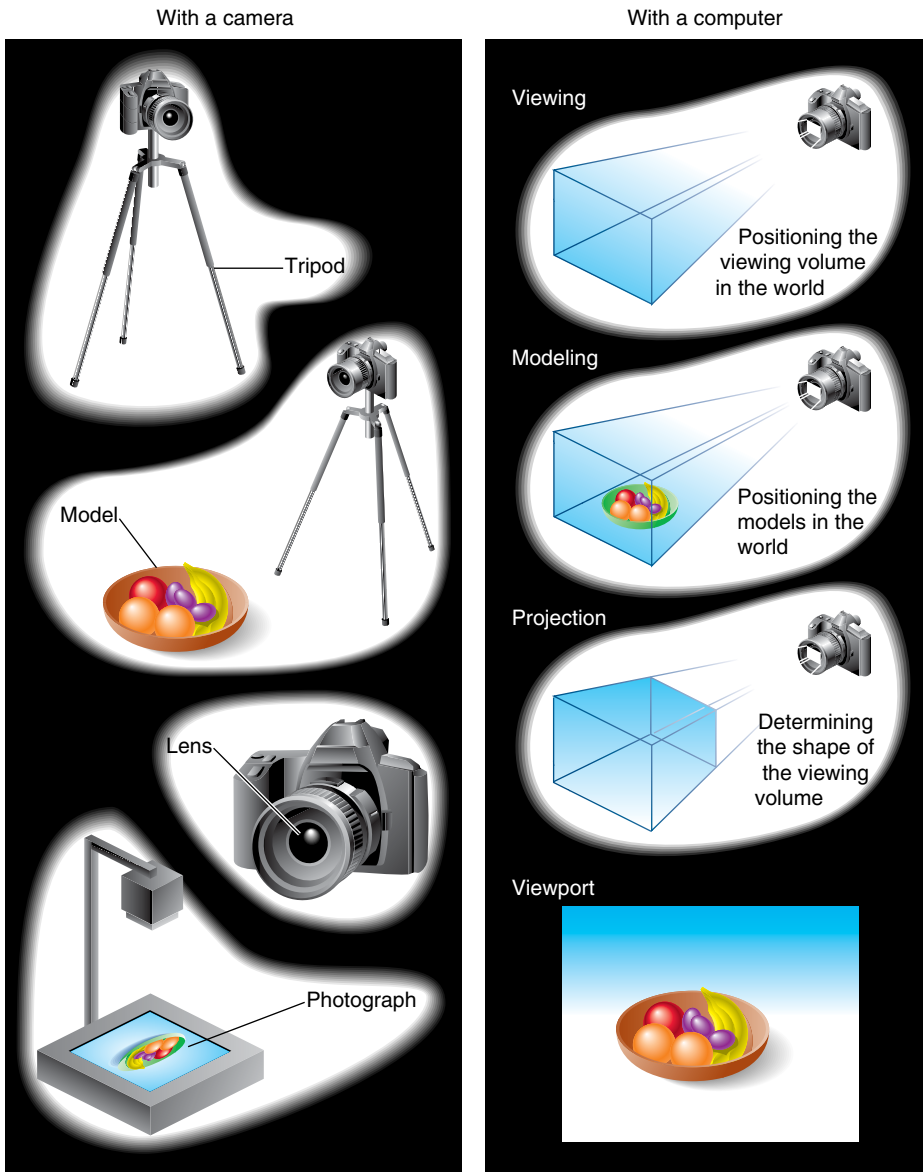 With a camera
Tripod
Model
Lens
Photograph
With a computer
Viewing
Positioning the
viewing volume
in the world
Modeling
Positioning the
models in the
world
Projection
Determining
the shape of
the viewing
volume
Viewport